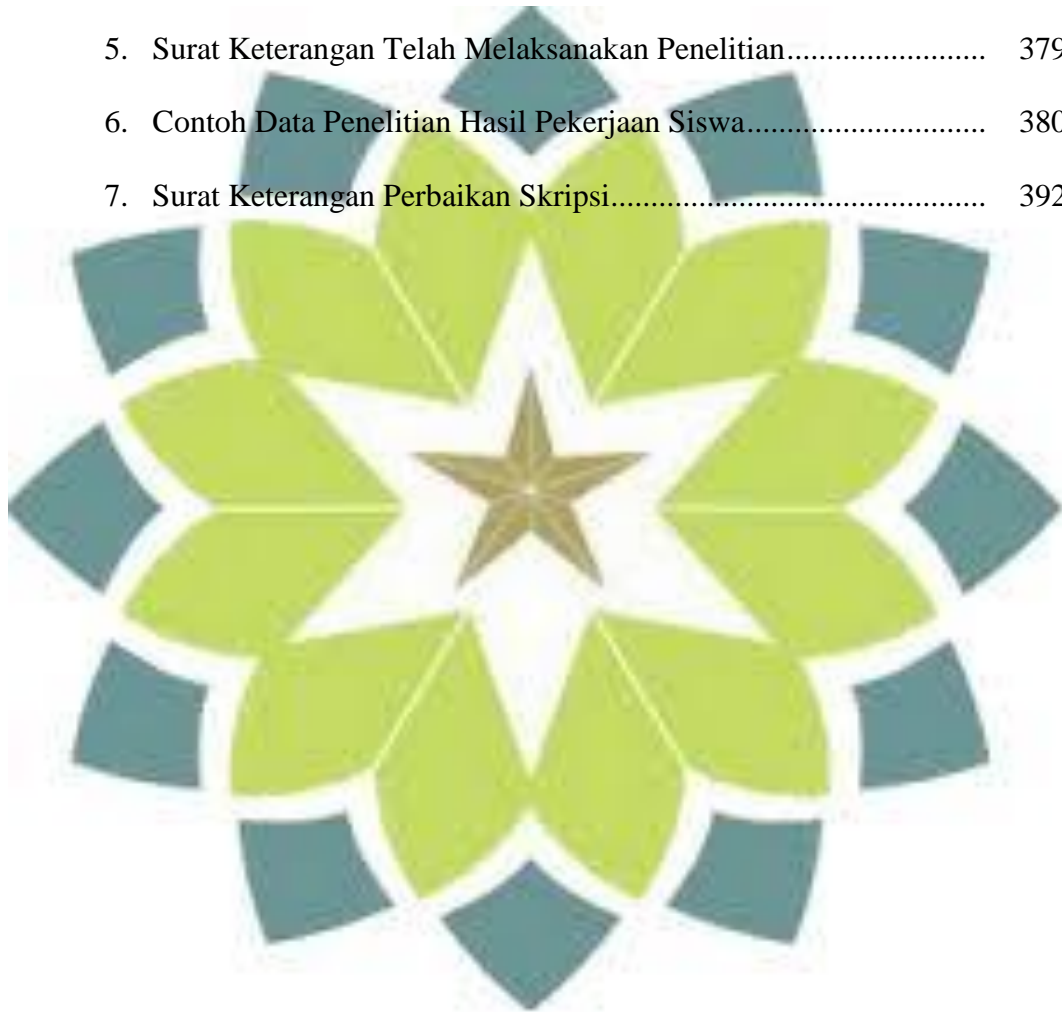 5. Surat Keterangan Telah Melaksanakan Penelitian........................ 379
6. Contoh Data Penelitian Hasil Pekerjaan Siswa............................. 380
7. Surat Keterangan Perbaikan Skripsi.............................................. 392